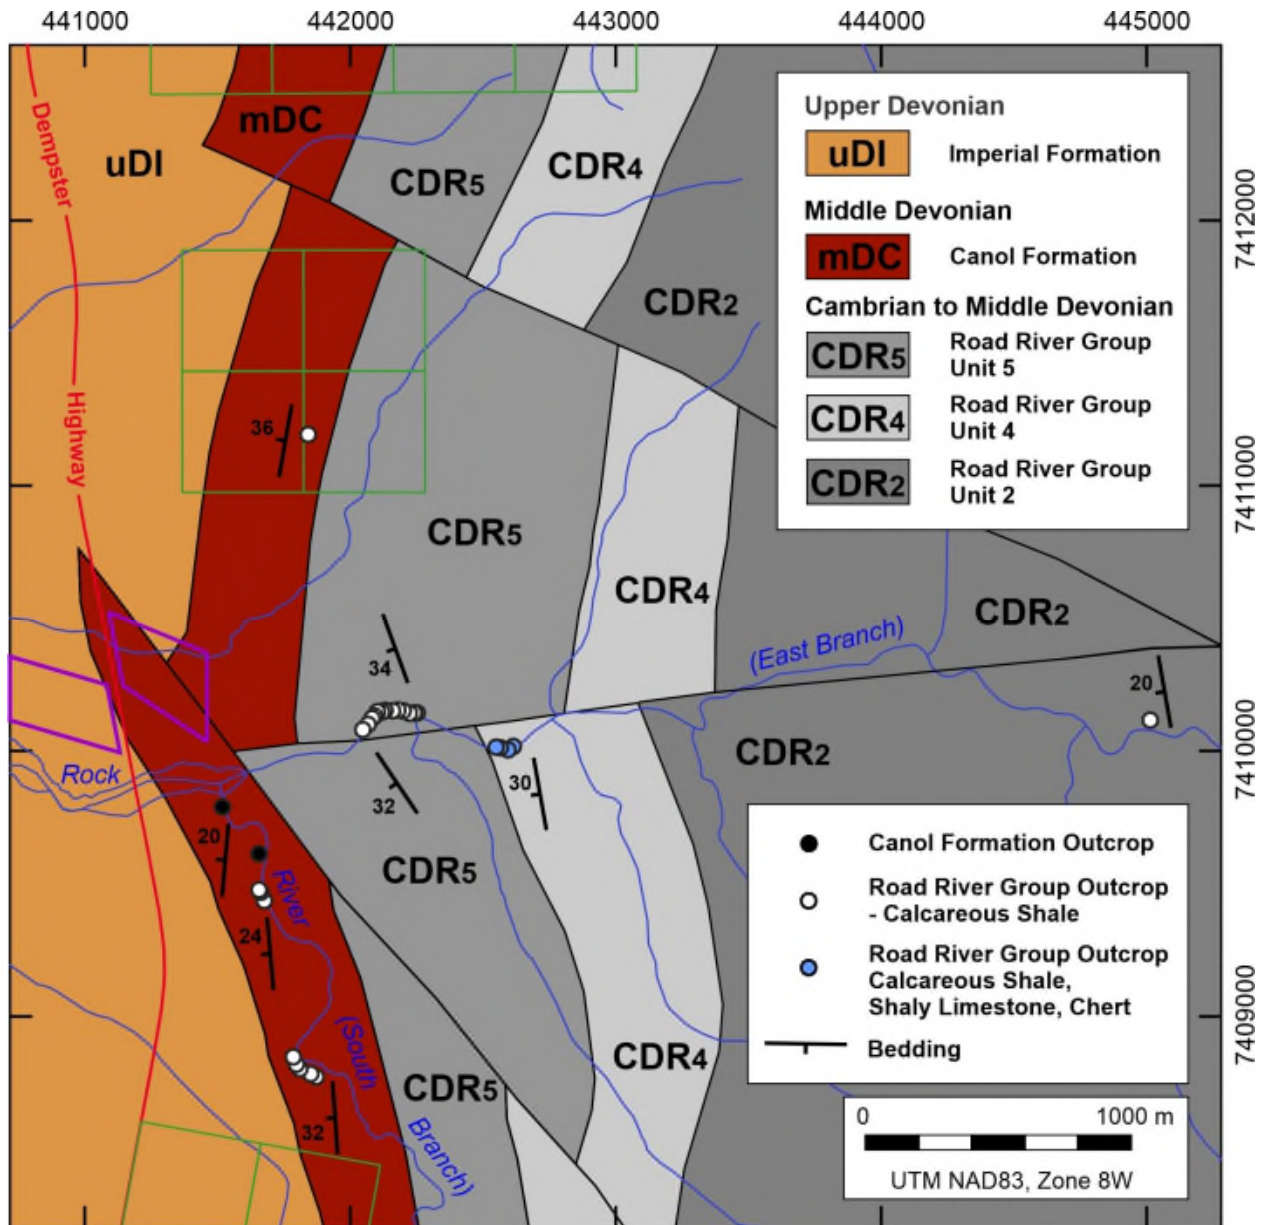 441000 442000 443000 444000 445000
Dempster
Highway
mDC
uDI
CDR5
CDR4
CDR2
36
CDR5
CDR4
CDR2
34
(East Branch)
20
Rock
CDR2
30
32
20
CDR5
River
24
(South
CDR4
CDR5
32
Branch)
7412000
7411000
7410000
7409000
Upper Devonian
uDI Imperial Formation
Middle Devonian
mDC Canol Formation
Cambrian to Middle Devonian
CDR5 Road River Group
Unit 5
CDR4 Road River Group
Unit 4
CDR2 Road River Group
Unit 2
Canol Formation Outcrop
Road River Group Outcrop
- Calcareous Shale
Road River Group Outcrop
Calcareous Shale,
Shaly Limestone, Chert
Bedding
0 1000 m
UTM NAD83, Zone 8W